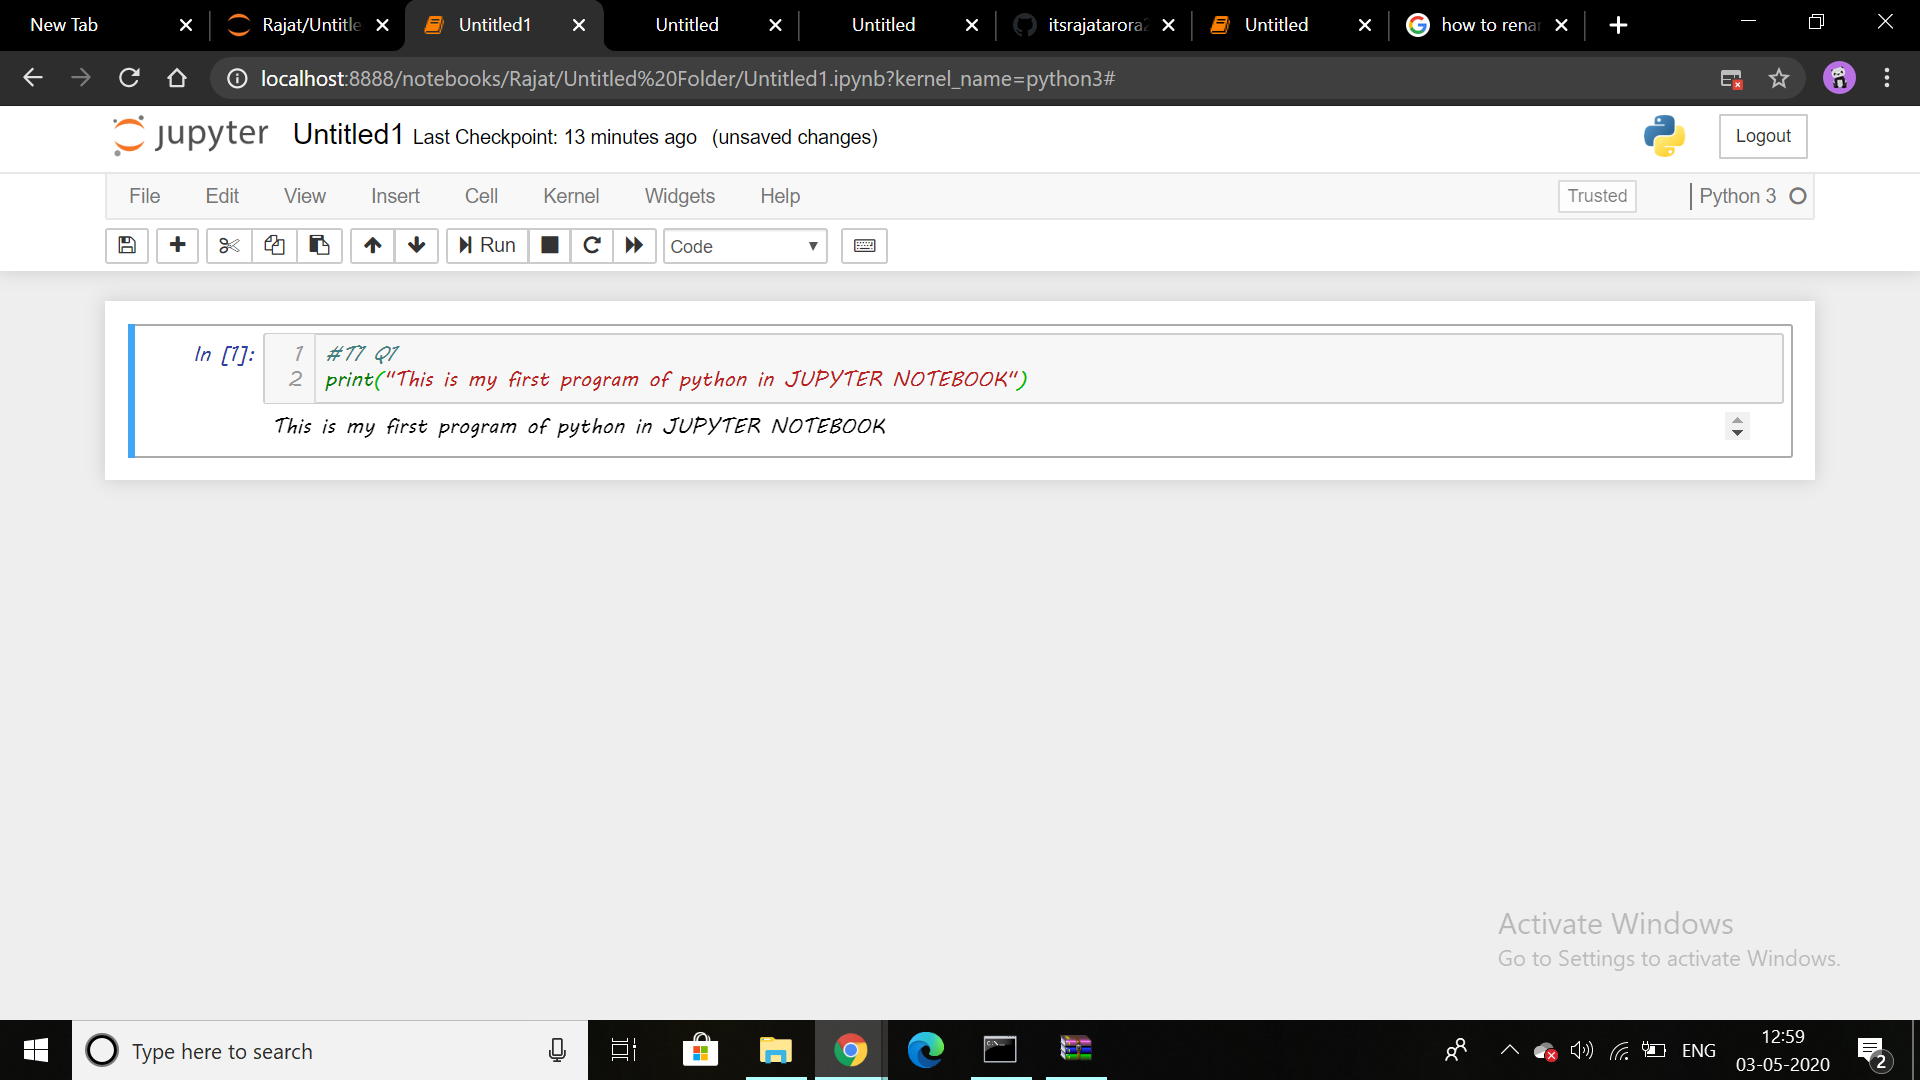 New Tab
Rajat/Untitle
Untitled1
Untitled
Untitled
itsrajatarora2
Untitled
how to renar
localhost:8888/notebooks/Rajat/Untitled%20Folder/Untitled1.ipynb?kernel_name=python3#
jupyter Untitled1 Last Checkpoint: 13 minutes ago (unsaved changes)
Logout
File Edit View Insert Cell Kernel Widgets Help
Trusted
Python 3
Run
Code
In [1]:
1 #T1 Q1
2 print("This is my first program of python in JUPYTER NOTEBOOK")
This is my first program of python in JUPYTER NOTEBOOK
Activate Windows
Go to Settings to activate Windows.
Type here to search
ENG
12:59
03-05-2020
2